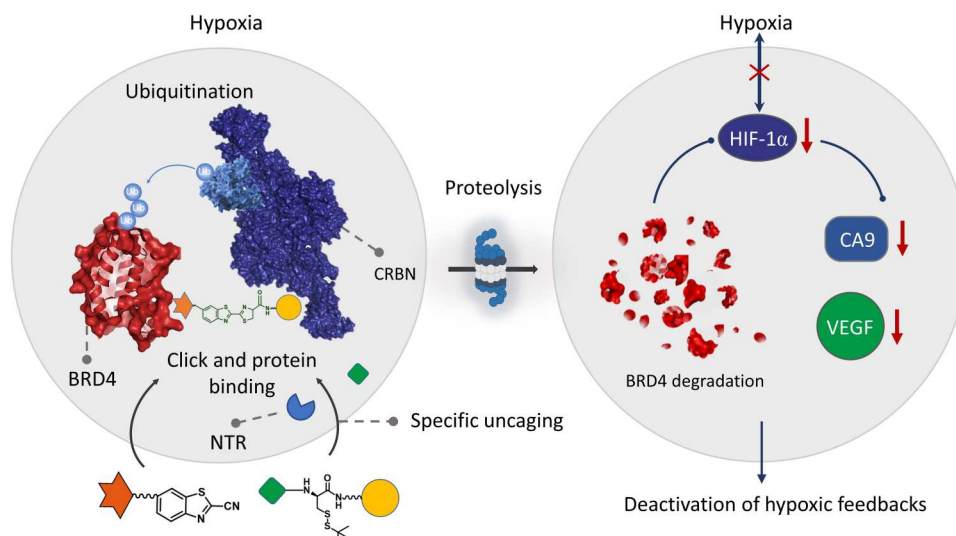 Hypoxia
Ubiquitination
Ub
Ub
Ub
Ub
CRBN
S
N
S
N
O
N
H
BRD4
Click and protein
binding
NTR
Specific uncaging
S
N
CN
H
N
O
N
H
S
S
Proteolysis
Hypoxia
HIF-1α
CA9
VEGF
BRD4 degradation
Deactivation of hypoxic feedbacks